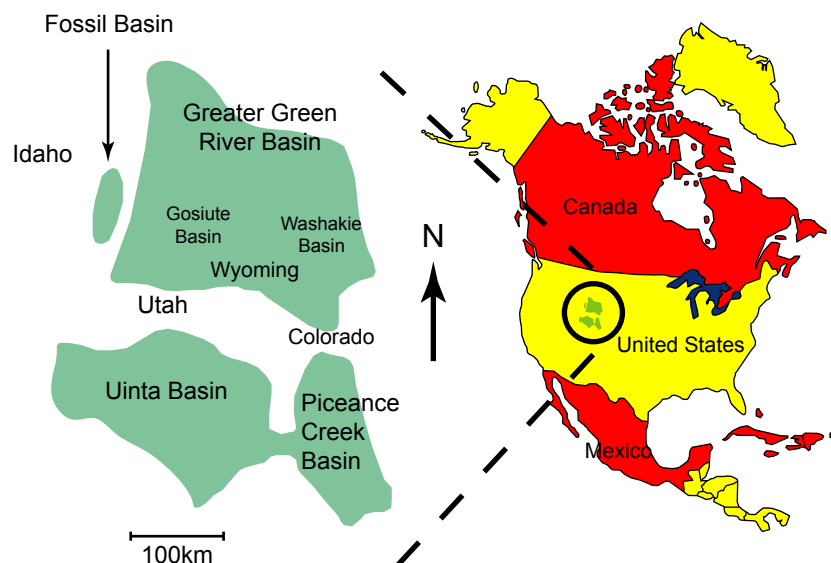 Fossil Basin
Greater Green
River Basin
Idaho
Gosiute
Basin
Washakie
Basin
Wyoming
Utah
Colorado
Uinta Basin
Piceance
Creek
Basin
100km
N
Canada
United States
Mexico